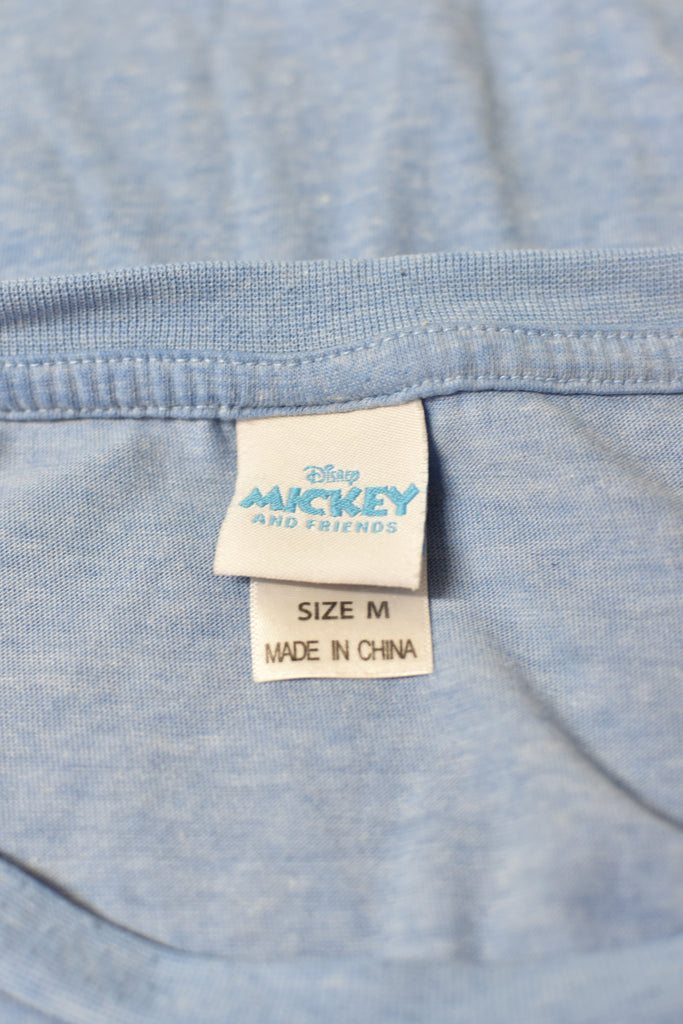 Disney
MICKEY
AND FRIENDS
SIZE M
MADE IN CHINA